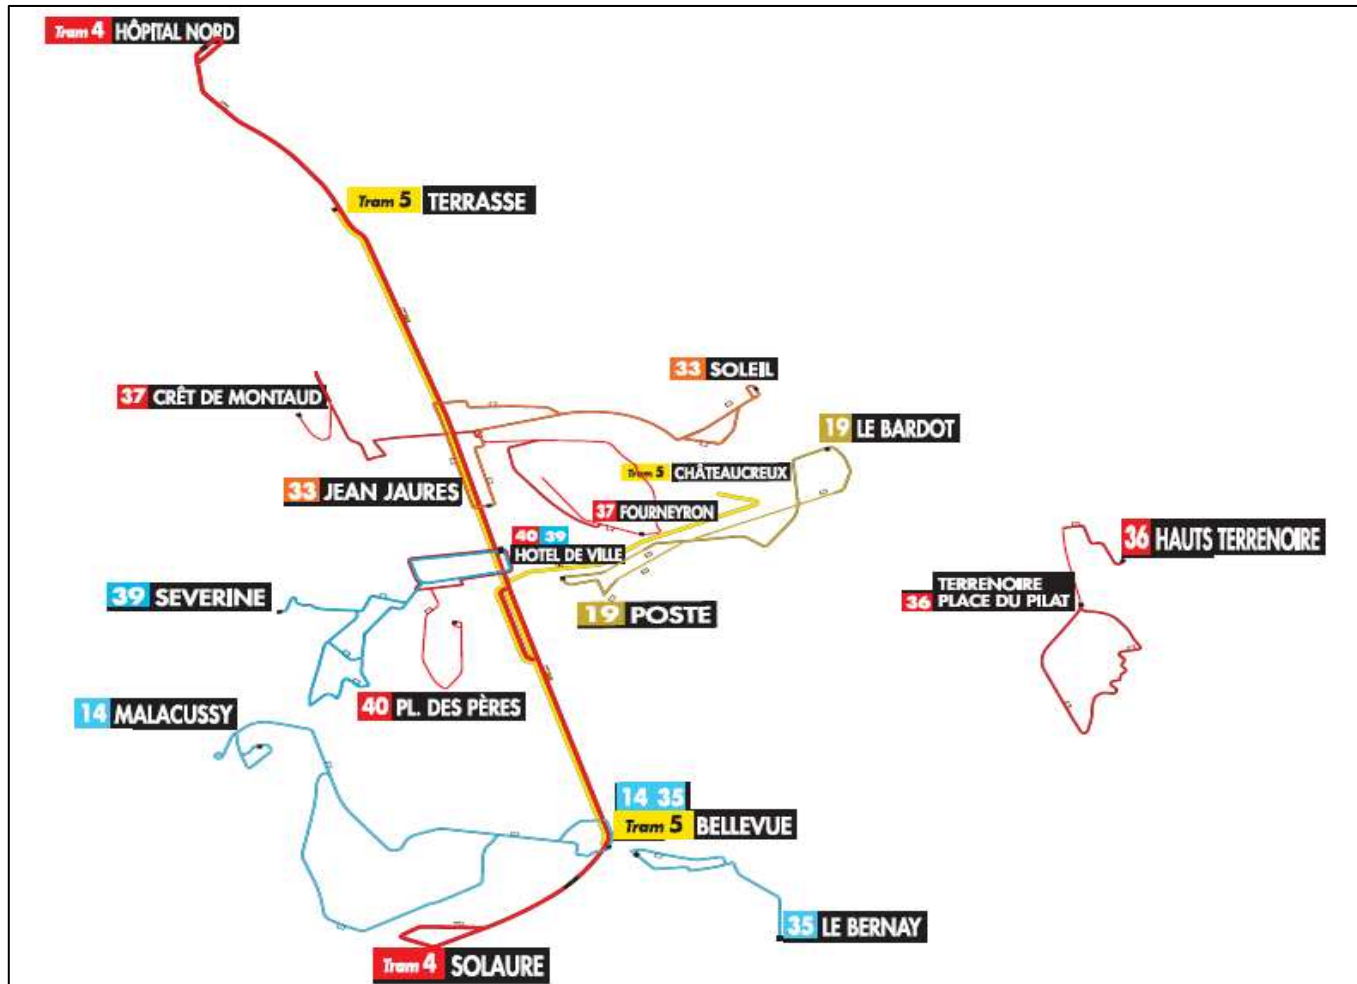 Tram 4 HÔPITAL NORD
Tram 5 TERRASSE
33 SOLEIL
37 CRÊT DE MONTAUD
19 LE BARDOT
Tram 5 CHÂTEAUCREUX
33 JEAN JAURES
37 FOURNEYRON
40 39
HOTEL DE VILLE
36 HAUTS TERRENOIRE
39 SEVERINE
TERRENOIRE
36 PLACE DU PILAT
19 POSTE
40 PL. DES PÈRES
14 MALACUSSY
14 35
Tram 5 BELLEVUE
35 LE BERNAY
Tram 4 SOLAURE